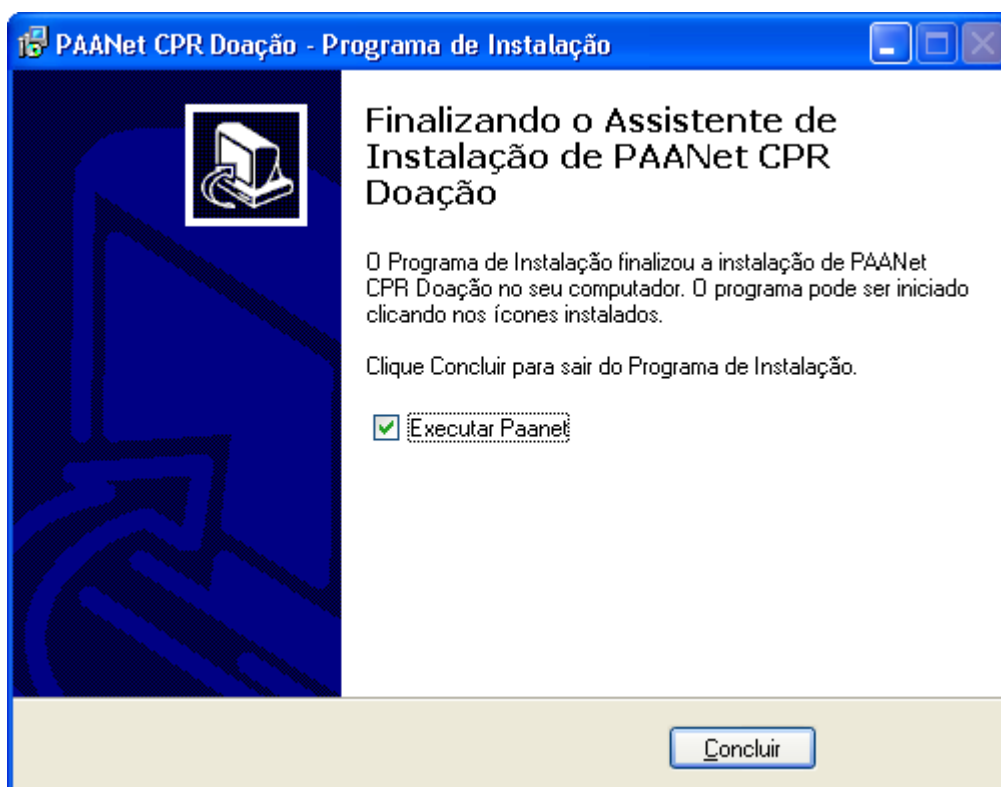 PAANet CPR Doação - Programa de Instalação
Finalizando o Assistente de
Instalação de PAANet CPR
Doação
O Programa de Instalação finalizou a instalação de PAANet
CPR Doação no seu computador. O programa pode ser iniciado
clicando nos ícones instalados.
Clique Concluir para sair do Programa de Instalação.
Executar Paanet
Concluir